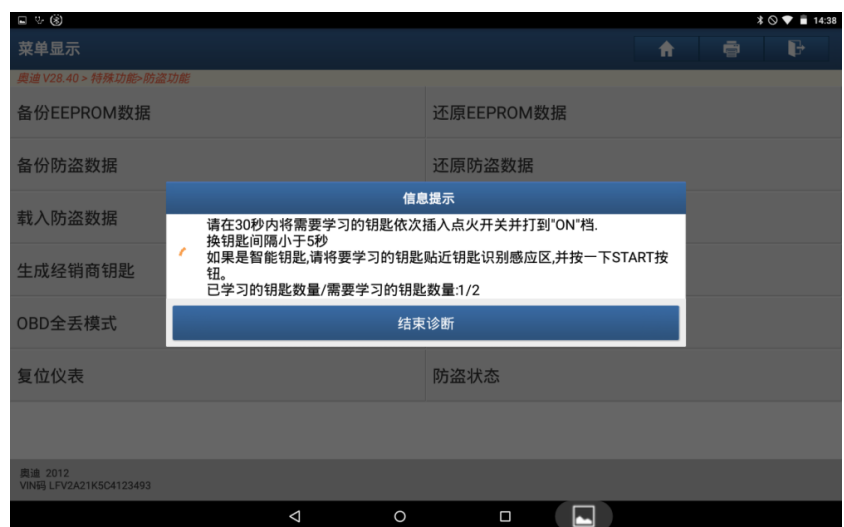 14:38
菜单显示
奥迪 V28.40 > 特殊功能>防盗功能
备份EEPROM数据
还原EEPROM数据
备份防盗数据
还原防盗数据
信息提示
载入防盗数据
请在30秒内将需要学习的钥匙依次插入点火开关并打到"ON"档.
换钥匙间隔小于5秒
如果是智能钥匙,请将要学习的钥匙贴近钥匙识别感应区,并按一下START按
钮。
已学习的钥匙数量/需要学习的钥匙数量:1/2
生成经销商钥匙
OBD全丢模式
结束诊断
复位仪表
防盗状态
奥迪 2012
VIN码 LFV2A21K5C4123493